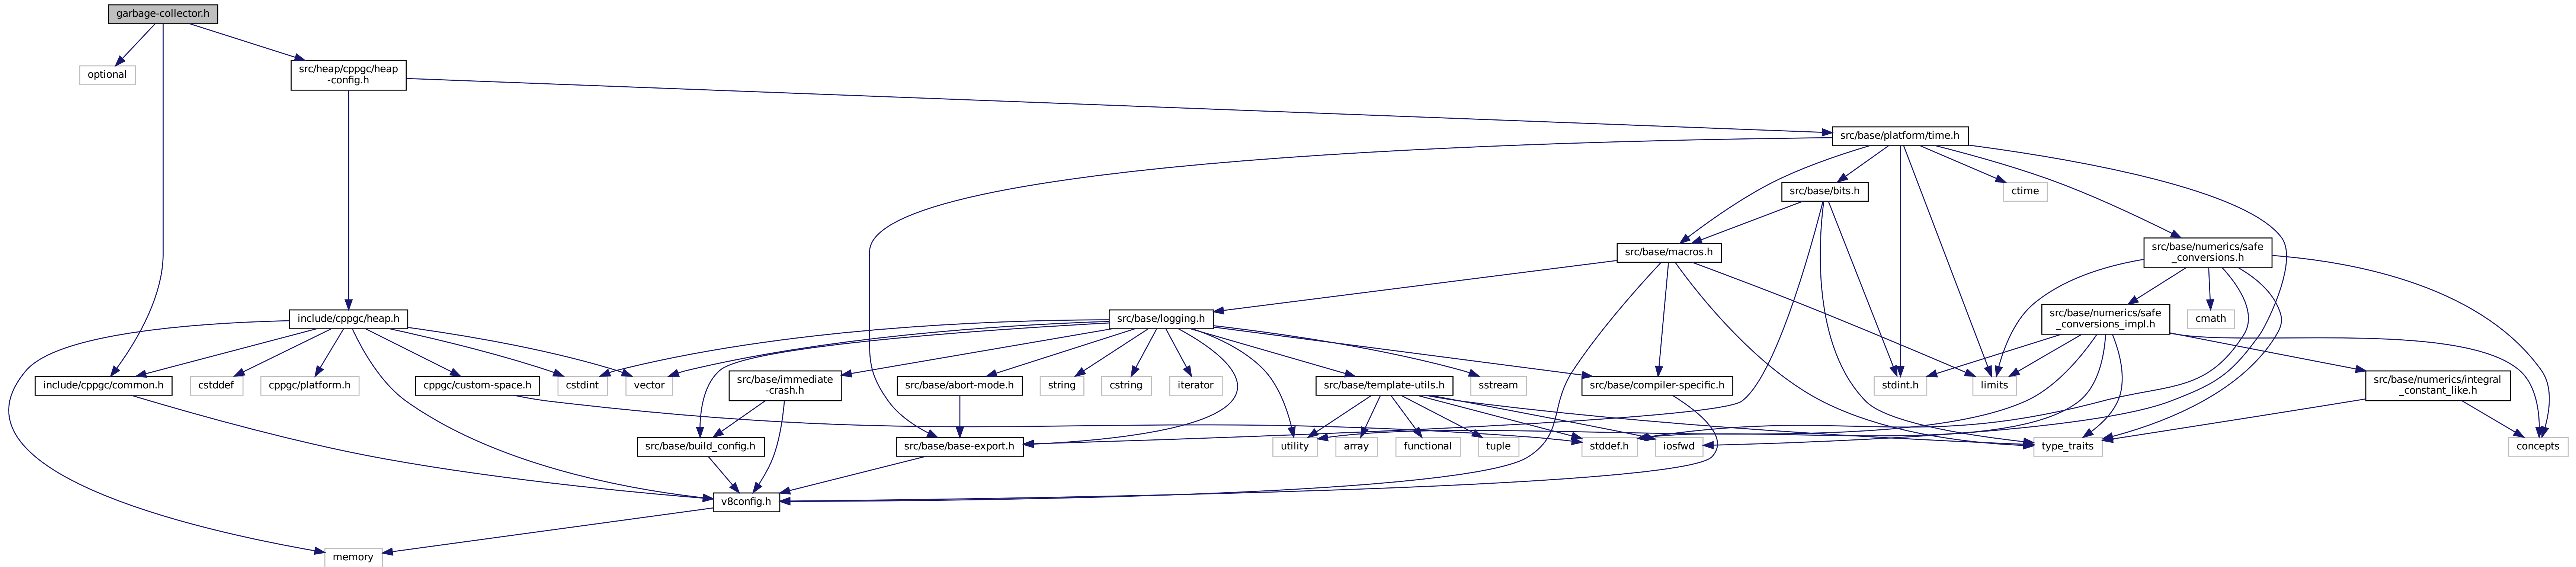 garbage-collector.h
optional
src/heap/cppgc/heap
-config.h
src/base/platform/time.h
src/base/bits.h
ctime
src/base/macros.h
src/base/numerics/safe
_conversions.h
include/cppgc/heap.h
src/base/logging.h
src/base/numerics/safe
_conversions_impl.h
cmath
include/cppgc/common.h
cstddef
cppgc/platform.h
cppgc/custom-space.h
cstdint
vector
src/base/immediate
-crash.h
src/base/abort-mode.h
string
cstring
iterator
src/base/template-utils.h
sstream
src/base/compiler-specific.h
stdint.h
limits
src/base/numerics/integral
_constant_like.h
src/base/build_config.h
src/base/base-export.h
utility
array
functional
tuple
stddef.h
iosfwd
type_traits
concepts
v8config.h
memory